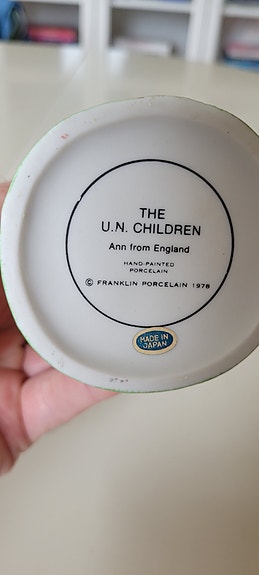 THE
U.N. CHILDREN
Ann from England
HAND-PAINTED
PORCELAIN
© FRANKLIN PORCELAIN 1978
MADE IN
JAPAN